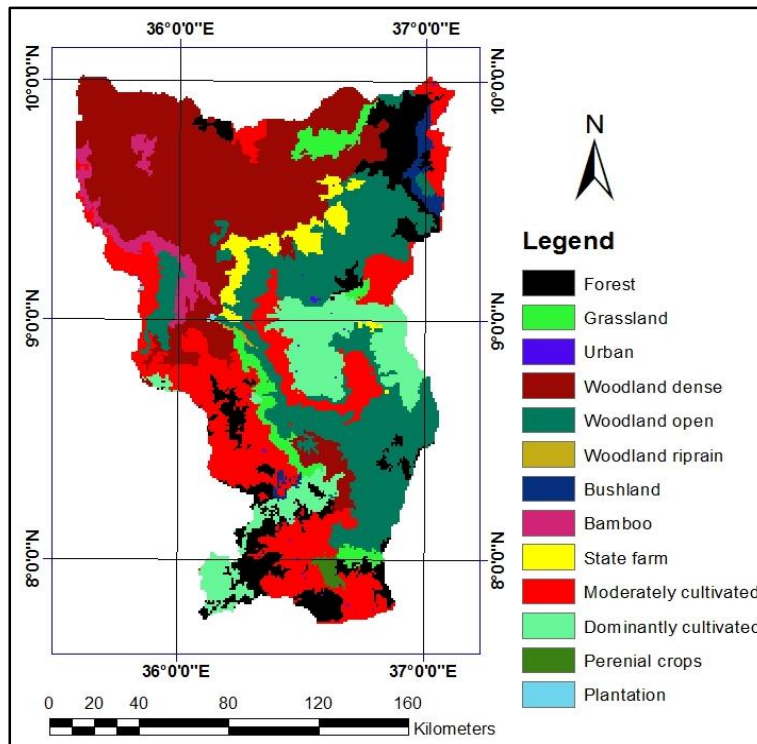 36°0'0"E 37°0'0"E
10°0'0"N 10°0'0"N
N
Legend
Forest
Grassland
9°0'0"N 9°0'0"N
Urban
Woodland dense
Woodland open
Woodland riprain
Bushland
Bamboo
8°0'0"N 8°0'0"N
State farm
Moderately cultivated
Dominantly cultivated
Perenial crops
Plantation
36°0'0"E 37°0'0"E
0 20 40 80 120 160
Kilometers